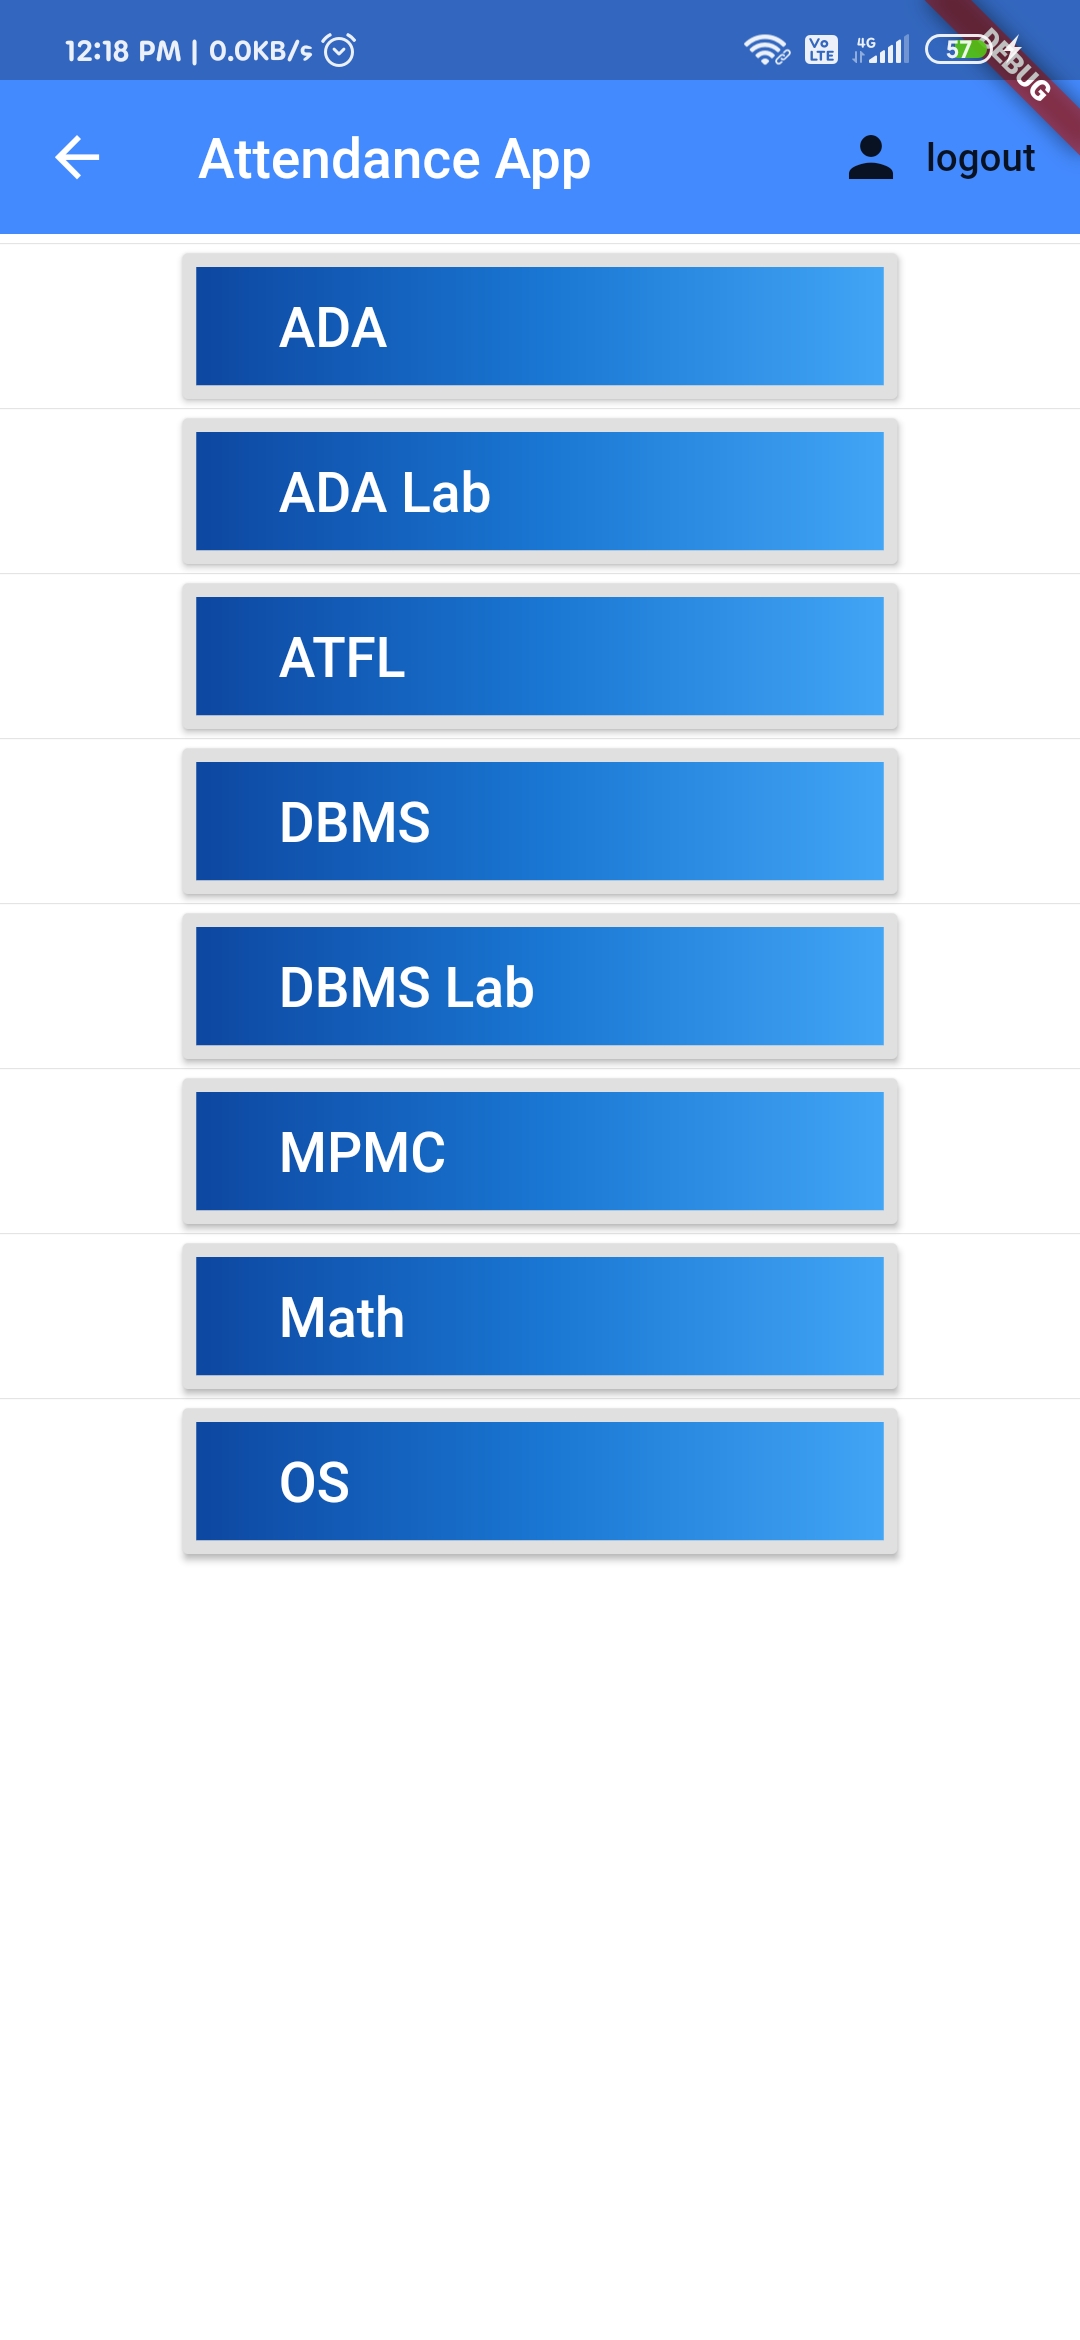 12:18 PM | 0.0KB/s
Vo
LTE
4G
57
DEBUG
Attendance App
logout
ADA
ADA Lab
ATFL
DBMS
DBMS Lab
MPMC
Math
OS